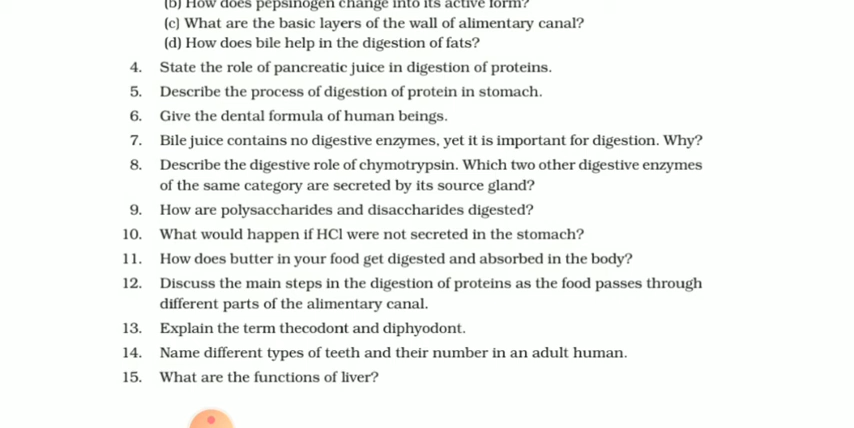 (b) How does pepsinogen change into its active form?
(c) What are the basic layers of the wall of alimentary canal?
(d) How does bile help in the digestion of fats?
4. State the role of pancreatic juice in digestion of proteins.
5. Describe the process of digestion of protein in stomach.
6. Give the dental formula of human beings.
7. Bile juice contains no digestive enzymes, yet it is important for digestion. Why?
8. Describe the digestive role of chymotrypsin. Which two other digestive enzymes
of the same category are secreted by its source gland?
9. How are polysaccharides and disaccharides digested?
10. What would happen if HCl were not secreted in the stomach?
11. How does butter in your food get digested and absorbed in the body?
12. Discuss the main steps in the digestion of proteins as the food passes through
different parts of the alimentary canal.
13. Explain the term thecodont and diphyodont.
14. Name different types of teeth and their number in an adult human.
15. What are the functions of liver?